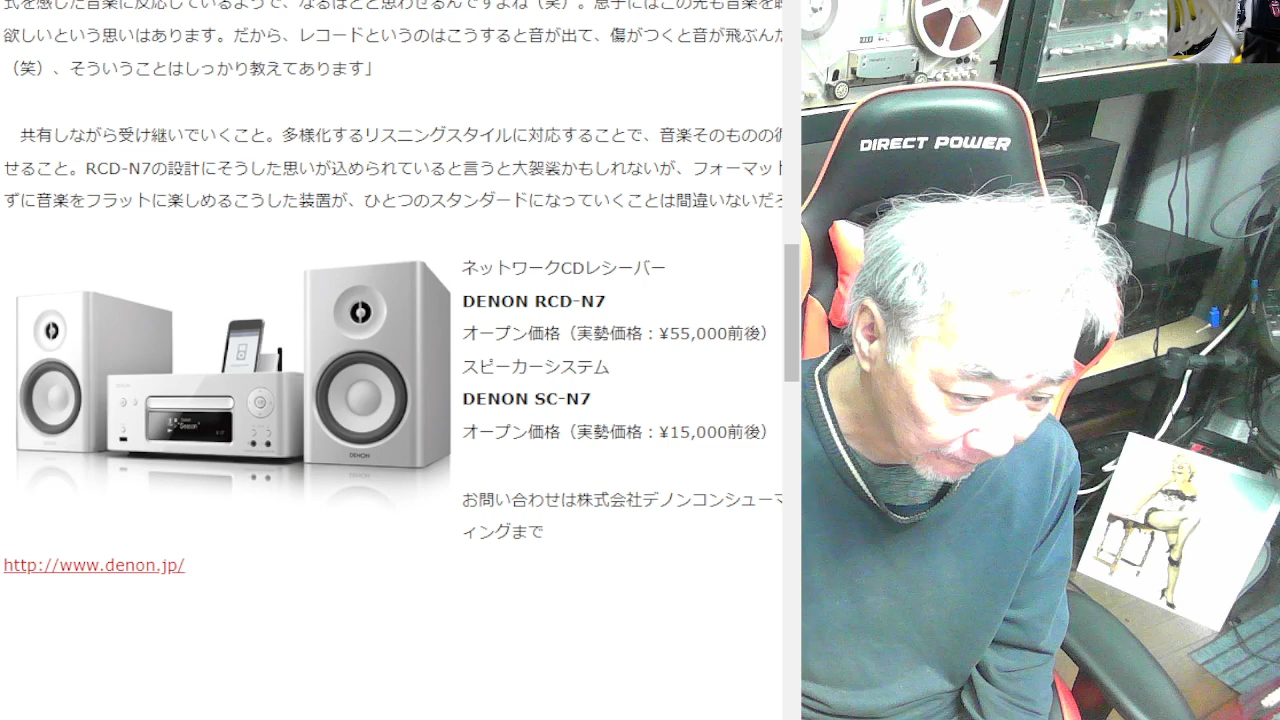 式を感じた音楽に反応しているようで、なるほどと思わせるんですよね（笑）。息子にはこの先も音楽を聴
欲しいという思いはあります。だから、レコードというのはこうすると音が出て、傷がつくと音が飛ぶんだ
（笑）、そういうことはしっかり教えてあります」
共有しながら受け継いでいくこと。多様化するリスニングスタイルに対応することで、音楽そのものの
せること。RCD-N7の設計にそうした思いが込められていると言うと大袈裟かもしれないが、フォーマット
ずに音楽をフラットに楽しめるこうした装置が、ひとつのスタンダードになっていくことは間違いないだろ
ネットワークCDレシーバー
DENON RCD-N7
オープン価格（実勢価格：¥55,000前後）
スピーカーシステム
DENON SC-N7
オープン価格（実勢価格：¥15,000前後）
お問い合わせは株式会社デノンコンシューマ
ィングまで
http://www.denon.jp/
DENON
DIRECT POWER